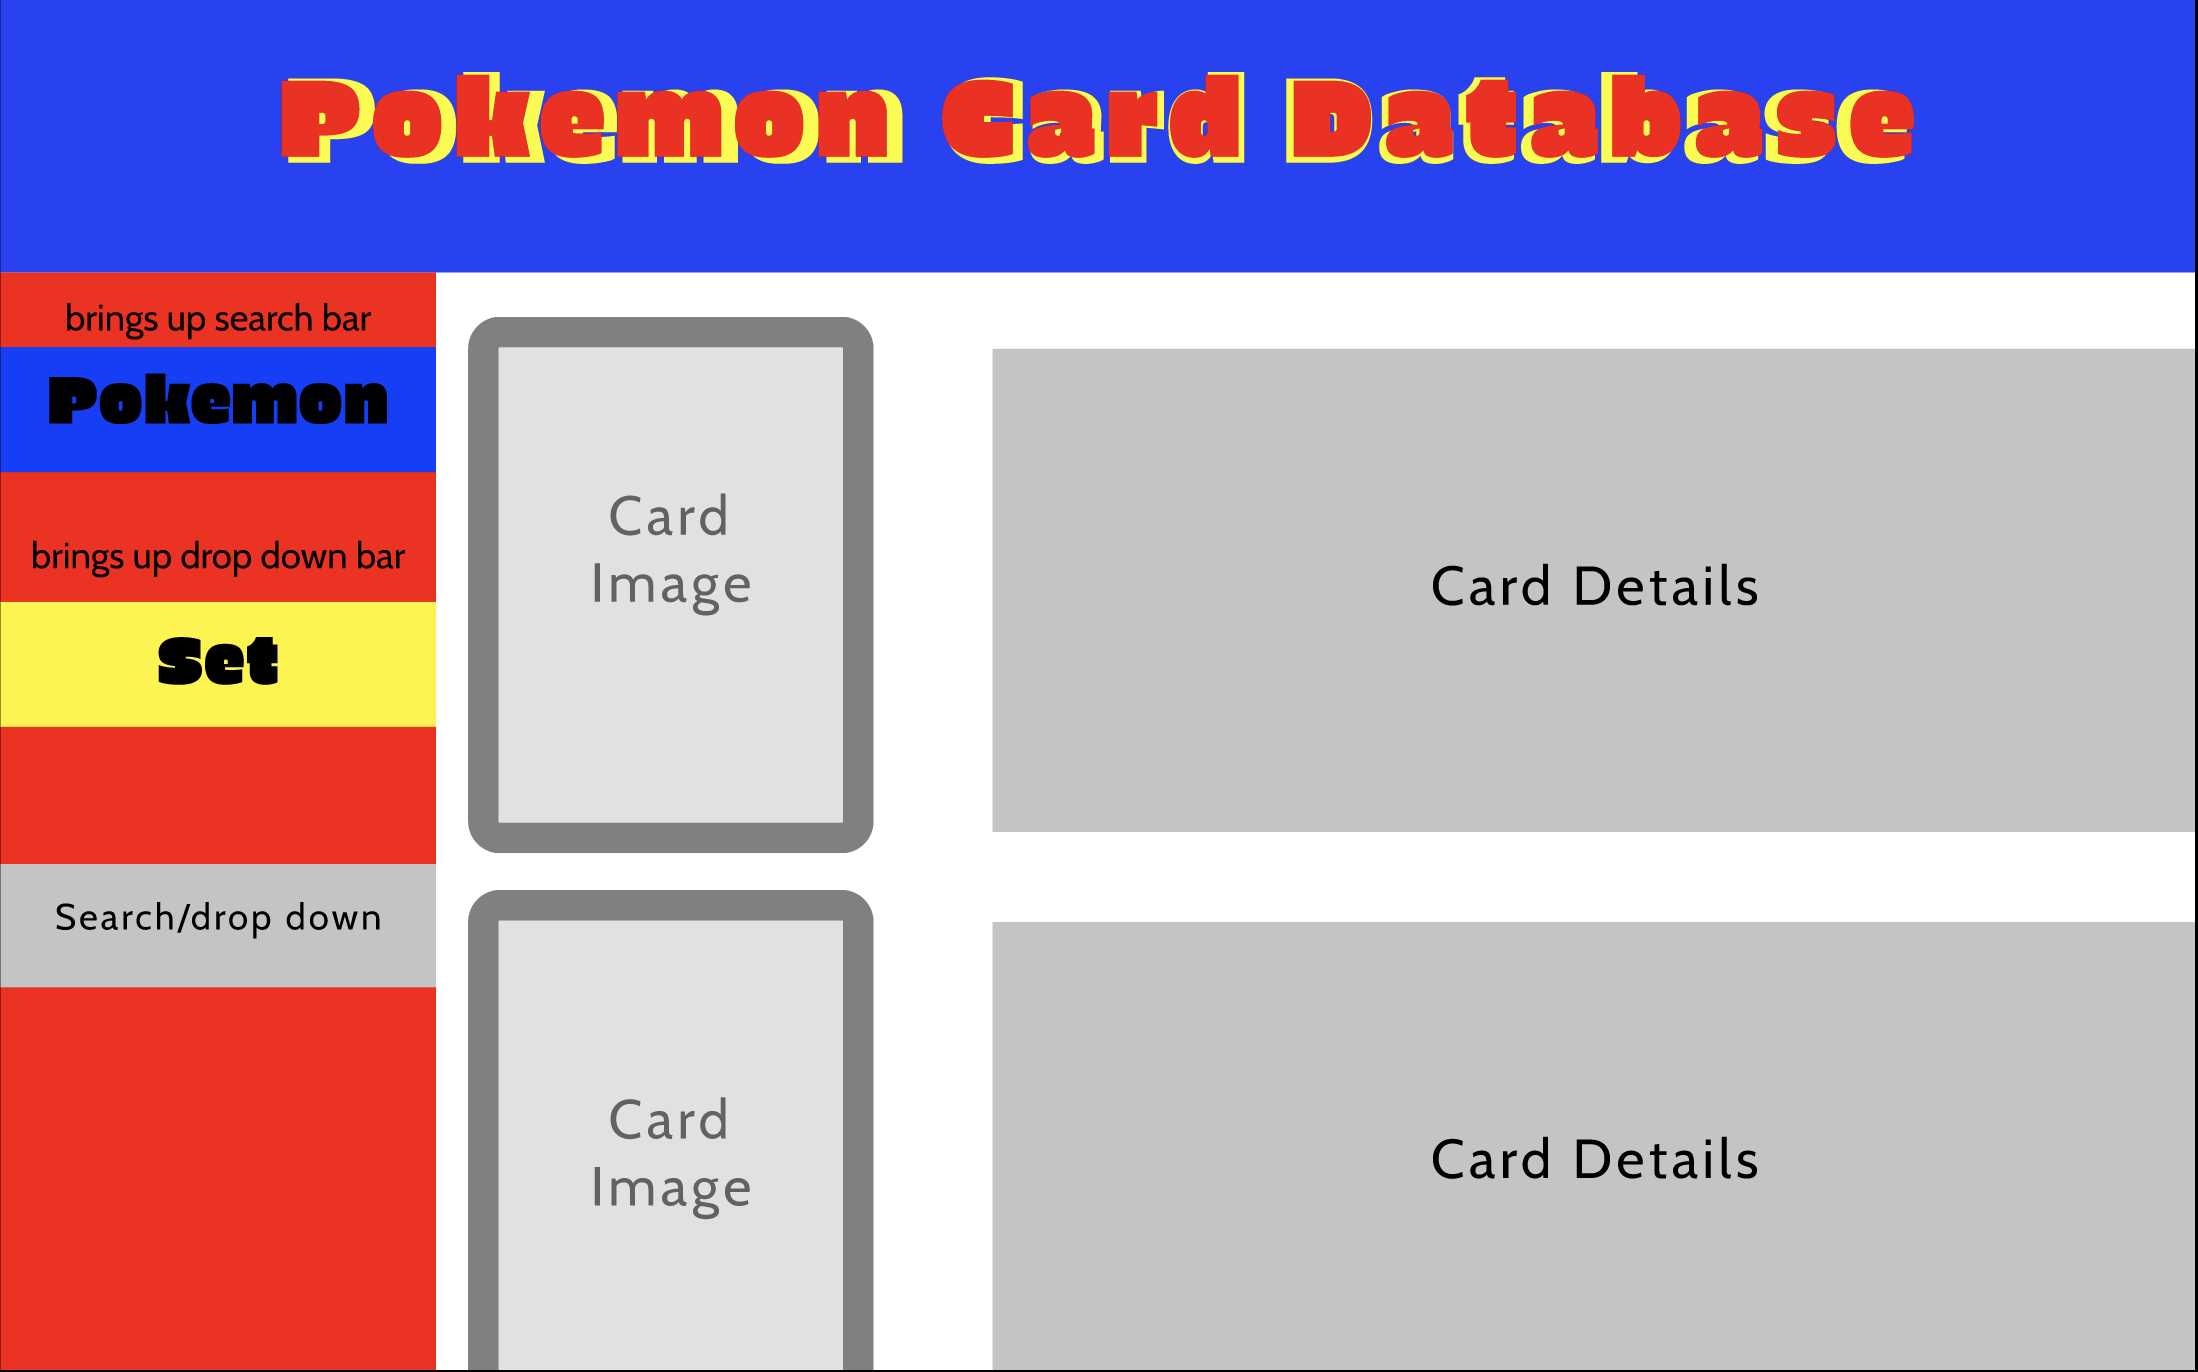 Pokemon Card Database
brings up search bar
Pokemon
brings up drop down bar
Set
Search/drop down
Card
Image
Card Details
Card
Image
Card Details